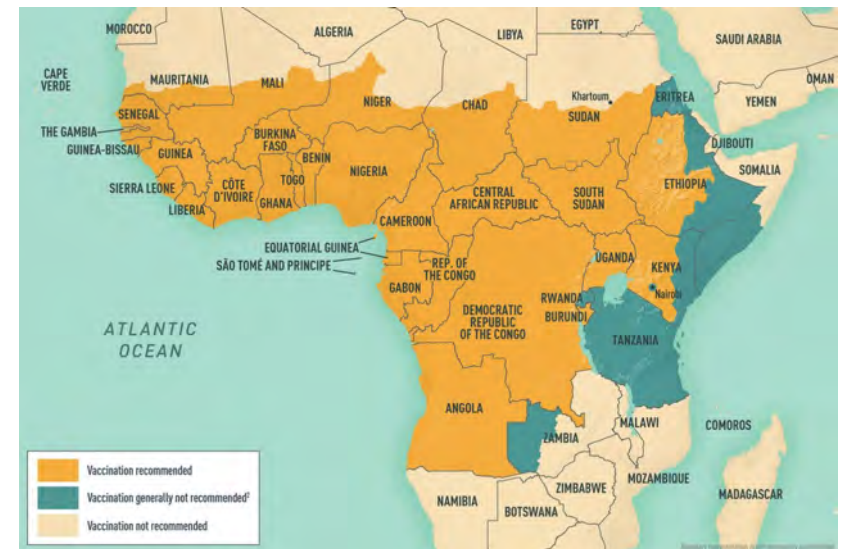 MOROCCO
ALGERIA
LIBYA
EGYPT
SAUDI ARABIA
CAPE
VERDE
MAURITANIA
MALI
NIGER
CHAD
Khartoum
SUDAN
ERITREA
YEMEN
OMAN
SENEGAL
THE GAMBIA
GUINEA-BISSAU
GUINEA
BURKINA
FASO
BENIN
NIGERIA
DJIBOUTI
SOMALIA
SIERRA LEONE
CÔTE
D'IVOIRE
TOGO
LIBERIA
GHANA
CENTRAL
AFRICAN REPUBLIC
SOUTH
SUDAN
ETHIOPIA
CAMEROON
EQUATORIAL GUINEA
SÃO TOMÉ AND PRINCIPE
REP. OF
THE CONGO
GABON
UGANDA
KENYA
Nairobi
RWANDA
BURUNDI
DEMOCRATIC
REPUBLIC
OF THE CONGO
TANZANIA
ATLANTIC
OCEAN
ANGOLA
ZAMBIA
MALAWI
COMOROS
MOZAMBIQUE
ZIMBABWE
MADAGASCAR
NAMIBIA
BOTSWANA
Vaccination recommended
Vaccination generally not recommended²
Vaccination not recommended